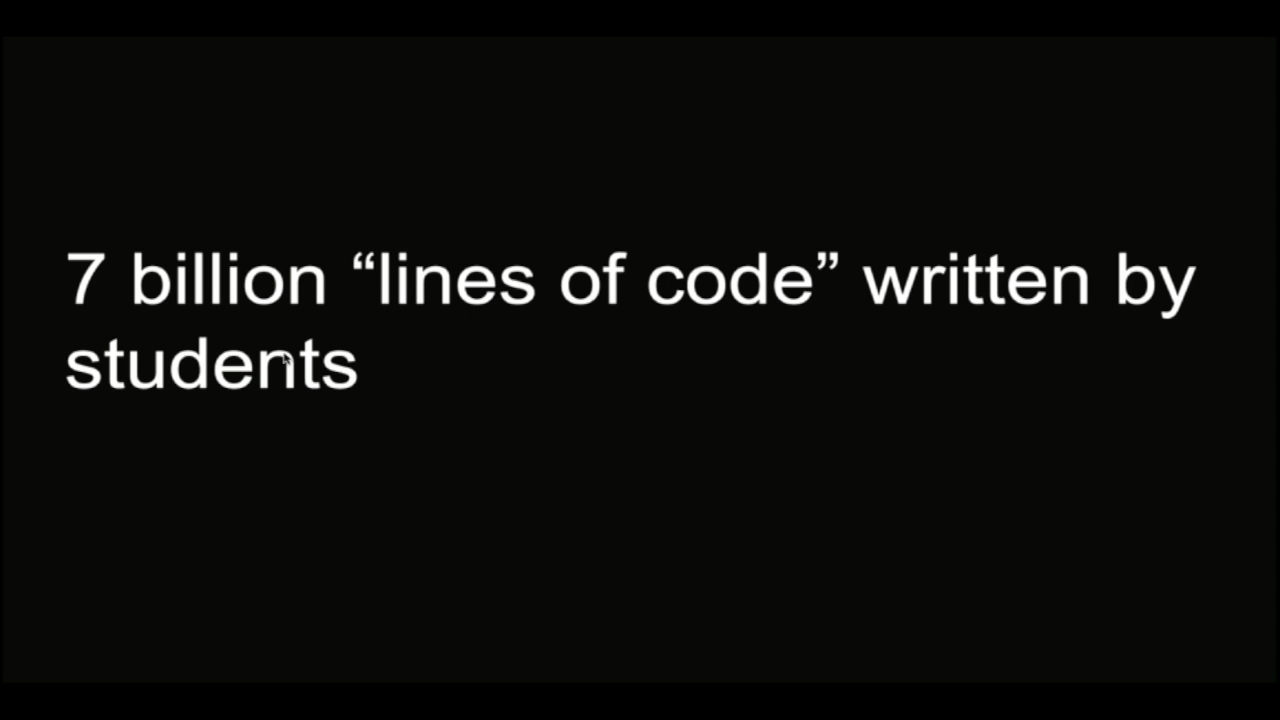 7 billion “lines of code” written by
students